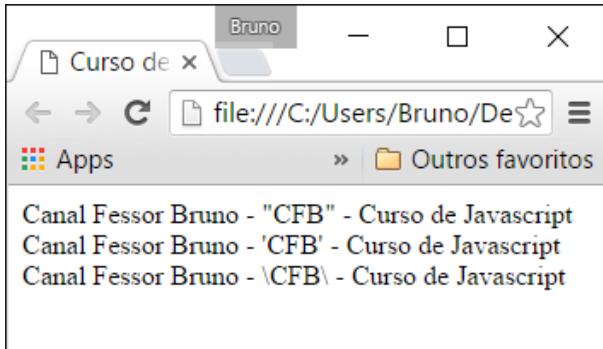 Bruno
Curso de
file:///C:/Users/Bruno/De
Apps » Outros favoritos
Canal Fessor Bruno - "CFB" - Curso de Javascript
Canal Fessor Bruno - 'CFB' - Curso de Javascript
Canal Fessor Bruno - \CFB\ - Curso de Javascript